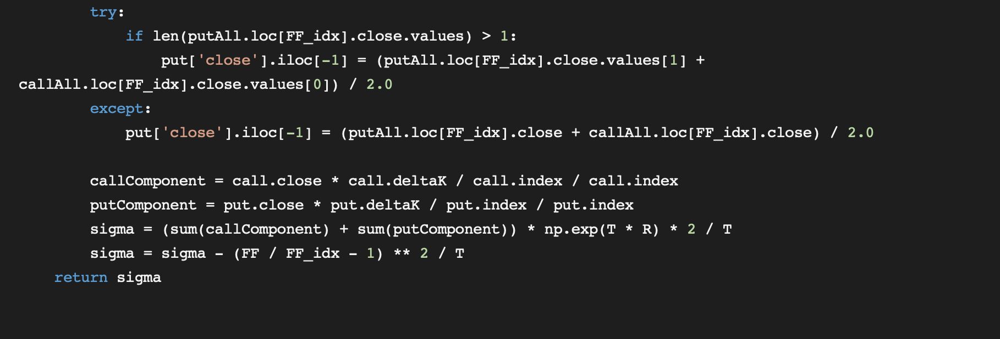 try:
if len(putAll.loc[FF_idx].close.values) > 1:
put['close'].iloc[-1] = (putAll.loc[FF_idx].close.values[1] +
callAll.loc[FF_idx].close.values[0]) / 2.0
except:
put['close'].iloc[-1] = (putAll.loc[FF_idx].close + callAll.loc[FF_idx].close) / 2.0
callComponent = call.close * call.deltaK / call.index / call.index
putComponent = put.close * put.deltaK / put.index / put.index
sigma = (sum(callComponent) + sum(putComponent)) * np.exp(T * R) * 2 / T
sigma = sigma - (FF / FF_idx - 1) ** 2 / T
return sigma